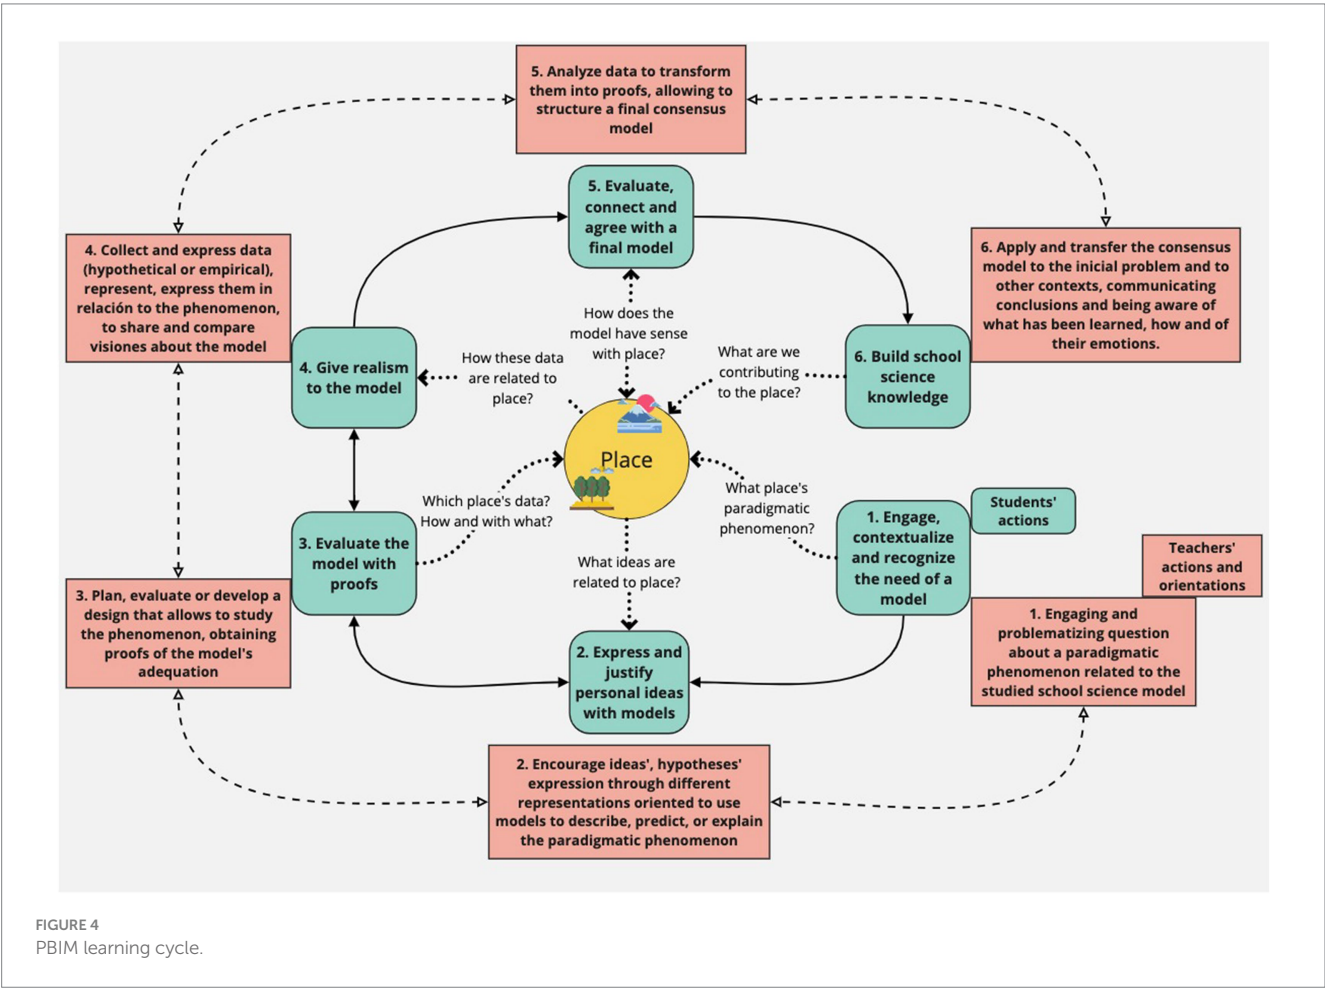 5. Analyze data to transform
them into proofs, allowing to
structure a final consensus
model
5. Evaluate,
connect and
agree with a
final model
4. Collect and express data
(hypothetical or empirical),
represent, express them in
relación to the phenomenon,
to share and compare
visiones about the model
6. Apply and transfer the consensus
model to the inicial problem and to
other contexts, communicating
conclusions and being aware of
what has been learned, how and of
their emotions.
4. Give realism
to the model
How these data
are related to
place?
How does the
model have sense
with place?
What are we
contributing
to the place?
6. Build school
science
knowledge
Place
Which place's data?
How and with what?
What place's
paradigmatic
phenomenon?
3. Evaluate the
model with
proofs
What ideas are
related to place?
1. Engage,
contextualize
and recognize
the need of a
model
Students'
actions
Teachers'
actions and
orientations
3. Plan, evaluate or develop a
design that allows to study
the phenomenon, obtaining
proofs of the model's
adequation
2. Express and
justify
personal ideas
with models
1. Engaging and
problematizing question
about a paradigmatic
phenomenon related to the
studied school science model
2. Encourage ideas', hypotheses'
expression through different
representations oriented to use
models to describe, predict, or explain
the paradigmatic phenomenon
FIGURE 4
PBIM learning cycle.